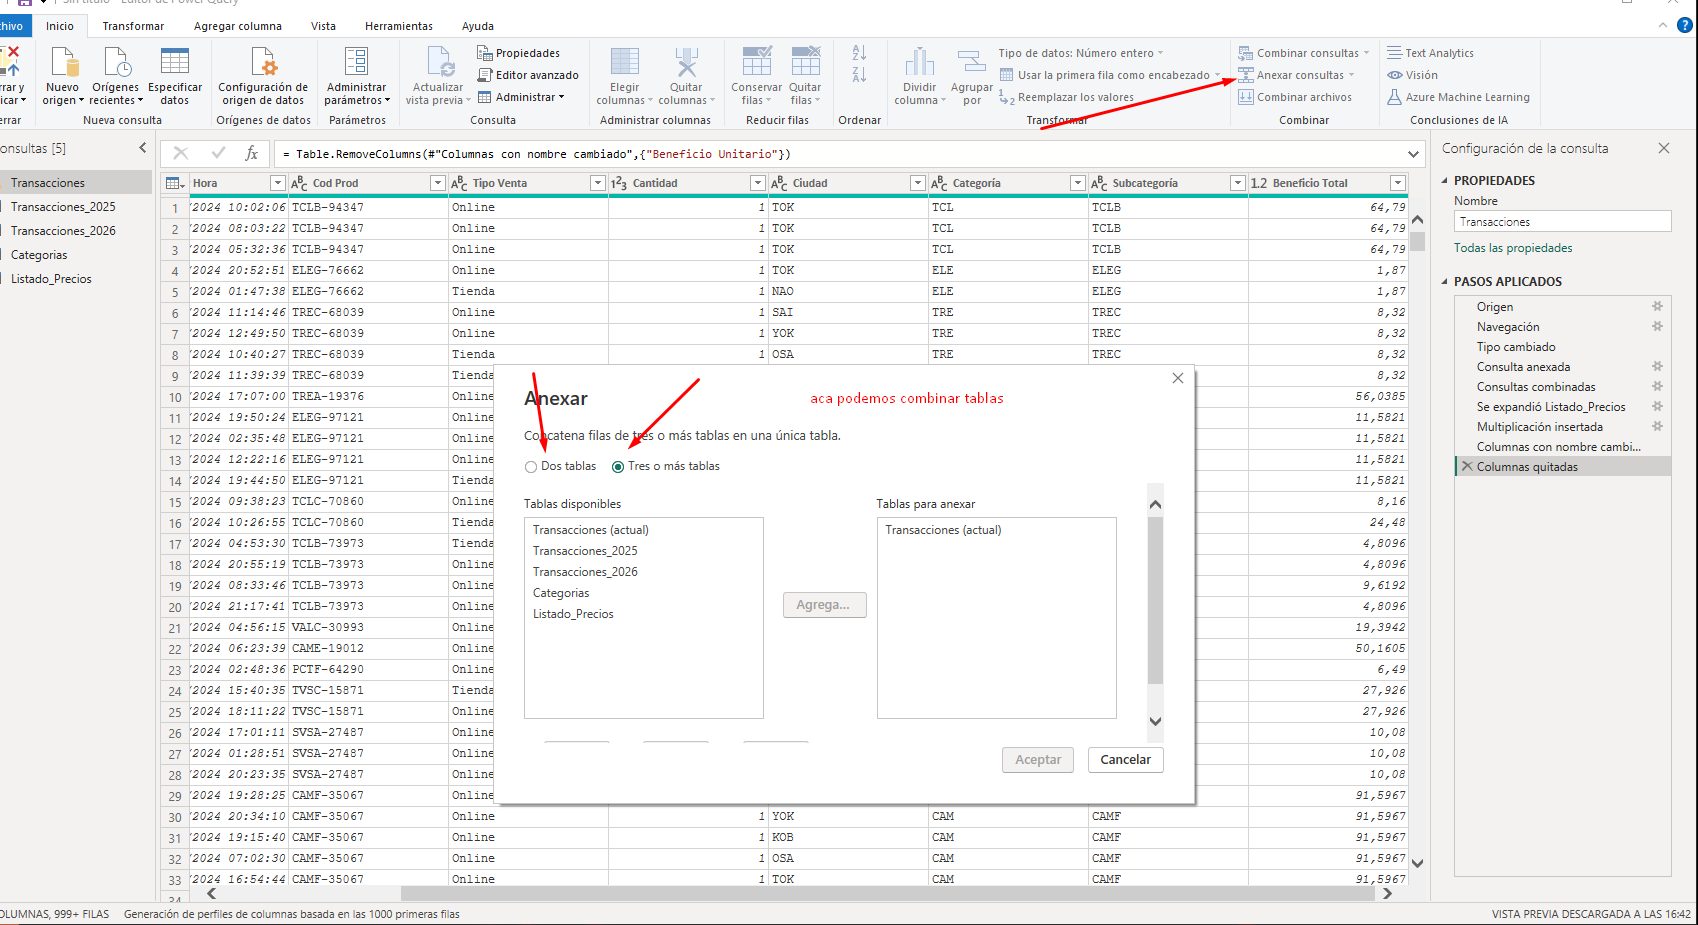 Sin título - Editor de Power Query
Inicio
Transformar
Agregar columna
Vista
Herramientas
Ayuda
Nuevo origen
Orígenes recientes
Especificar datos
Nueva consulta
Configuración de origen de datos
Orígenes de datos
Administrar parámetros
Parámetros
Actualizar vista previa
Propiedades
Editor avanzado
Administrar
Consulta
Elegir columnas
Quitar columnas
Administrar columnas
Conservar filas
Quitar filas
Reducir filas
Ordenar
Dividir columna
Agrupar por
Tipo de datos: Número entero
Usar la primera fila como encabezado
Reemplazar los valores
Transformar
Combinar consultas
Anexar consultas
Combinar archivos
Combinar
Text Analytics
Visión
Azure Machine Learning
Conclusiones de IA
[5]
Transacciones
Transacciones_2025
Transacciones_2026
Categorias
Listado_Precios
= Table.RemoveColumns(#"Columnas con nombre cambiado",{"Beneficio Unitario"})
Hora Cod Prod Tipo Venta Cantidad Ciudad Categoría Subcategoría Beneficio Total
1 /2024 10:02:06 TCLB-94347 Online 1 TOK TCL TCLB 64,79
2 /2024 08:03:22 TCLB-94347 Online 1 TOK TCL TCLB 64,79
3 /2024 05:32:36 TCLB-94347 Online 1 TOK TCL TCLB 64,79
4 /2024 20:52:51 ELEG-76662 Online 1 TOK ELE ELEG 1,87
5 /2024 01:47:38 ELEG-76662 Tienda 1 NAO ELE ELEG 1,87
6 /2024 11:14:46 TREC-68039 Online 1 SAI TRE TREC 8,32
7 /2024 12:49:50 TREC-68039 Online 1 YOK TRE TREC 8,32
8 /2024 10:40:27 TREC-68039 Tienda 1 OSA TRE TREC 8,32
9 /2024 11:39:39 TREC-68039 Tienda 8,32
10 /2024 17:07:00 TREA-19376 Online 56,0385
11 /2024 19:50:24 ELEG-97121 Online 11,5821
12 /2024 02:35:48 ELEG-97121 Online 11,5821
13 /2024 12:22:16 ELEG-97121 Online 11,5821
14 /2024 19:44:50 ELEG-97121 Tienda 11,5821
15 /2024 09:38:23 TCLC-70860 Online 8,16
16 /2024 10:26:55 TCLC-70860 Tienda 24,48
17 /2024 04:53:30 TCLB-73973 Tienda 4,8096
18 /2024 20:55:19 TCLB-73973 Online 4,8096
19 /2024 08:33:46 TCLB-73973 Online 9,6192
20 /2024 21:17:41 TCLB-73973 Online 4,8096
21 /2024 04:56:15 VALC-30993 Online 19,3942
22 /2024 06:23:39 CAME-19012 Online 50,1605
23 /2024 02:48:36 PCTF-64290 Online 6,49
24 /2024 15:40:35 TVSC-15871 Tienda 27,926
25 /2024 18:11:22 TVSC-15871 Online 27,926
26 /2024 17:01:11 SVSA-27487 Online 10,08
27 /2024 01:28:51 SVSA-27487 Online 10,08
28 /2024 20:23:35 SVSA-27487 Online 10,08
29 /2024 19:28:25 CAMF-35067 Online 91,5967
30 /2024 20:34:10 CAMF-35067 Online 1 YOK CAM CAMF 91,5967
31 /2024 19:15:40 CAMF-35067 Online 1 KOB CAM CAMF 91,5967
32 /2024 07:02:30 CAMF-35067 Online 1 OSA CAM CAMF 91,5967
33 /2024 16:54:44 CAMF-35067 Online 1 TOK CAM CAMF 91,5967
34
Anexar
aca podemos combinar tablas
Concatena filas de tres o más tablas en una única tabla.
Dos tablas
Tres o más tablas
Tablas disponibles
Transacciones (actual)
Transacciones_2025
Transacciones_2026
Categorias
Listado_Precios
Agrega...
Tablas para anexar
Transacciones (actual)
Aceptar
Cancelar
Configuración de la consulta
PROPIEDADES
Nombre
Transacciones
Todas las propiedades
PASOS APLICADOS
Origen
Navegación
Tipo cambiado
Consulta anexada
Consultas combinadas
Se expandió Listado_Precios
Multiplicación insertada
Columnas con nombre cambi...
Columnas quitadas
999+ FILAS
Generación de perfiles de columnas basada en las 1000 primeras filas
VISTA PREVIA DESCARGADA A LAS 16:42